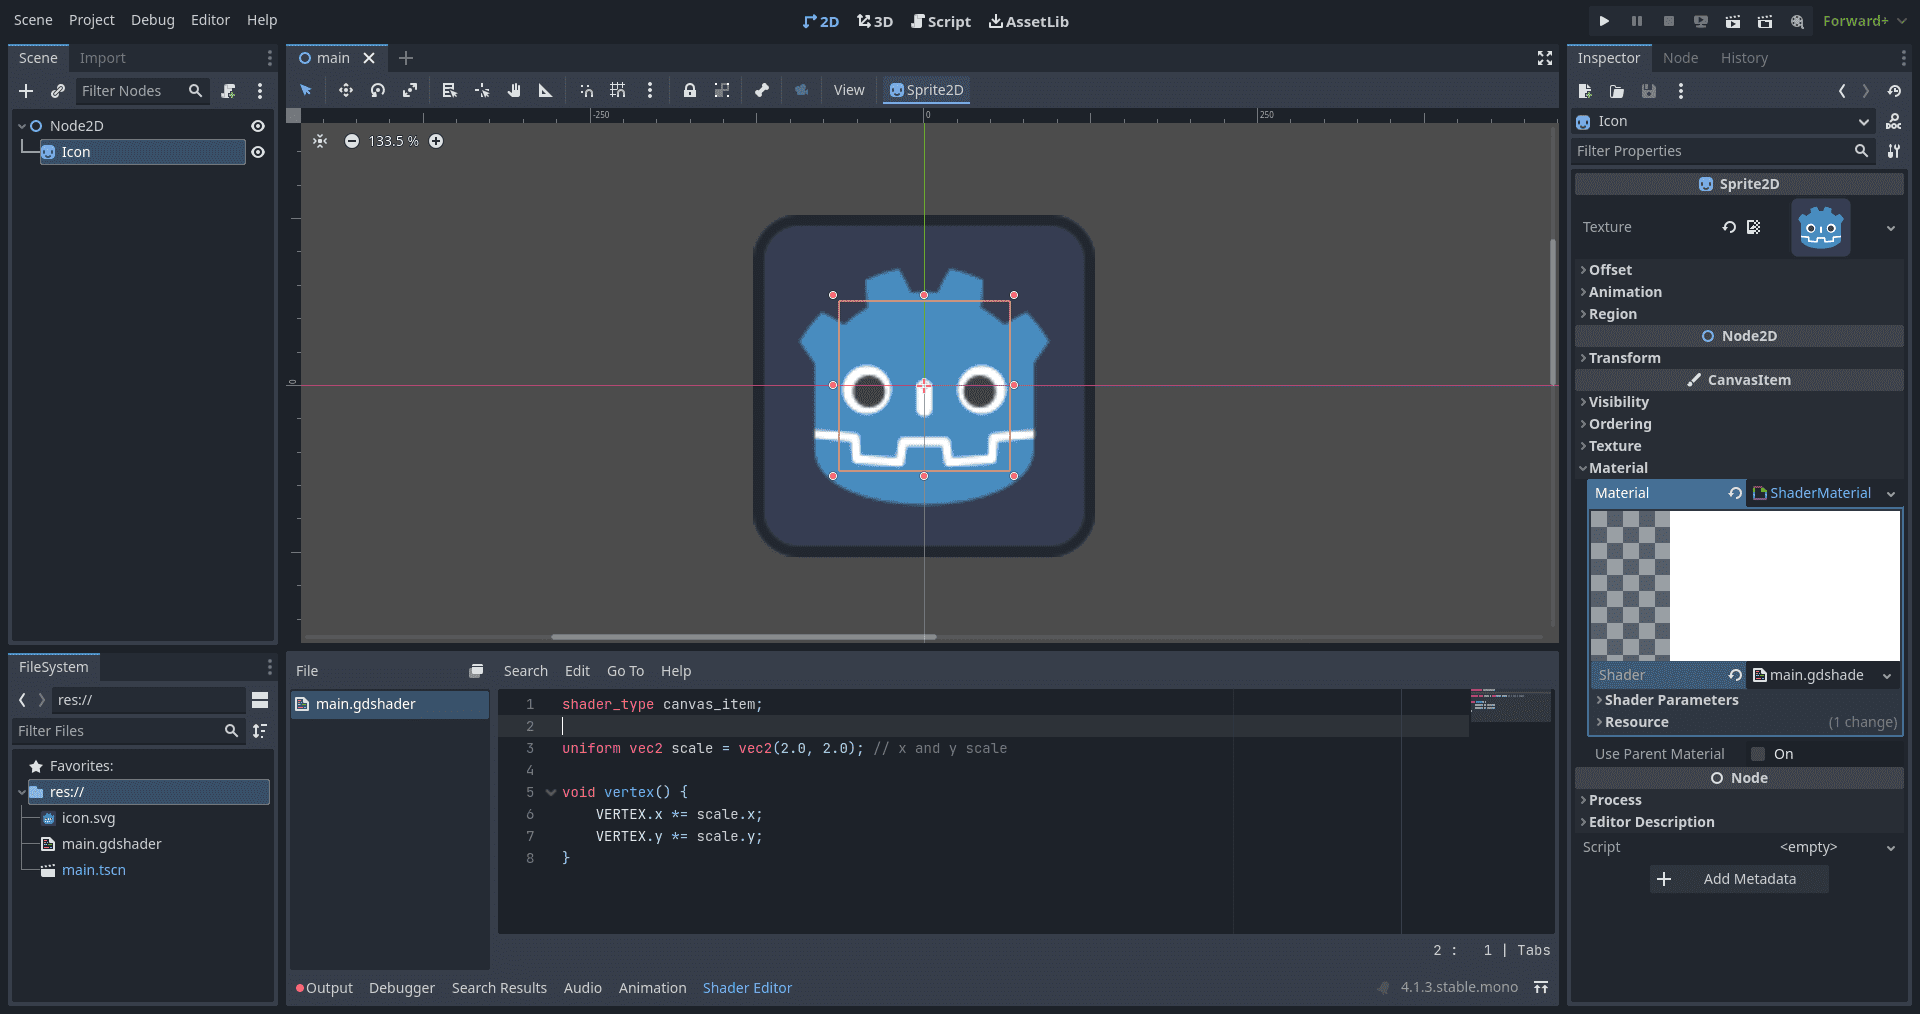 Scene Project Debug Editor Help
2D 3D Script AssetLib
Forward+
Scene Import
Filter Nodes
Node2D
Icon
main
View Sprite2D
-250 0 250
133.5 %
0
FileSystem
res://
Filter Files
Favorites:
res://
icon.svg
main.gdshader
main.tscn
File
main.gdshader
Search Edit Go To Help
1 shader_type canvas_item;
2
3 uniform vec2 scale = vec2(2.0, 2.0); // x and y scale
4
5 void vertex() {
6 VERTEX.x *= scale.x;
7 VERTEX.y *= scale.y;
8 }
2 : 1 | Tabs
Output Debugger Search Results Audio Animation Shader Editor
4.1.3.stable.mono
Inspector Node History
Icon
DOC
Filter Properties
Sprite2D
Texture
Offset
Animation
Region
Node2D
Transform
CanvasItem
Visibility
Ordering
Texture
Material
Material ShaderMaterial
Shader main.gdshade
Shader Parameters
Resource (1 change)
Use Parent Material On
Node
Process
Editor Description
Script <empty>
Add Metadata